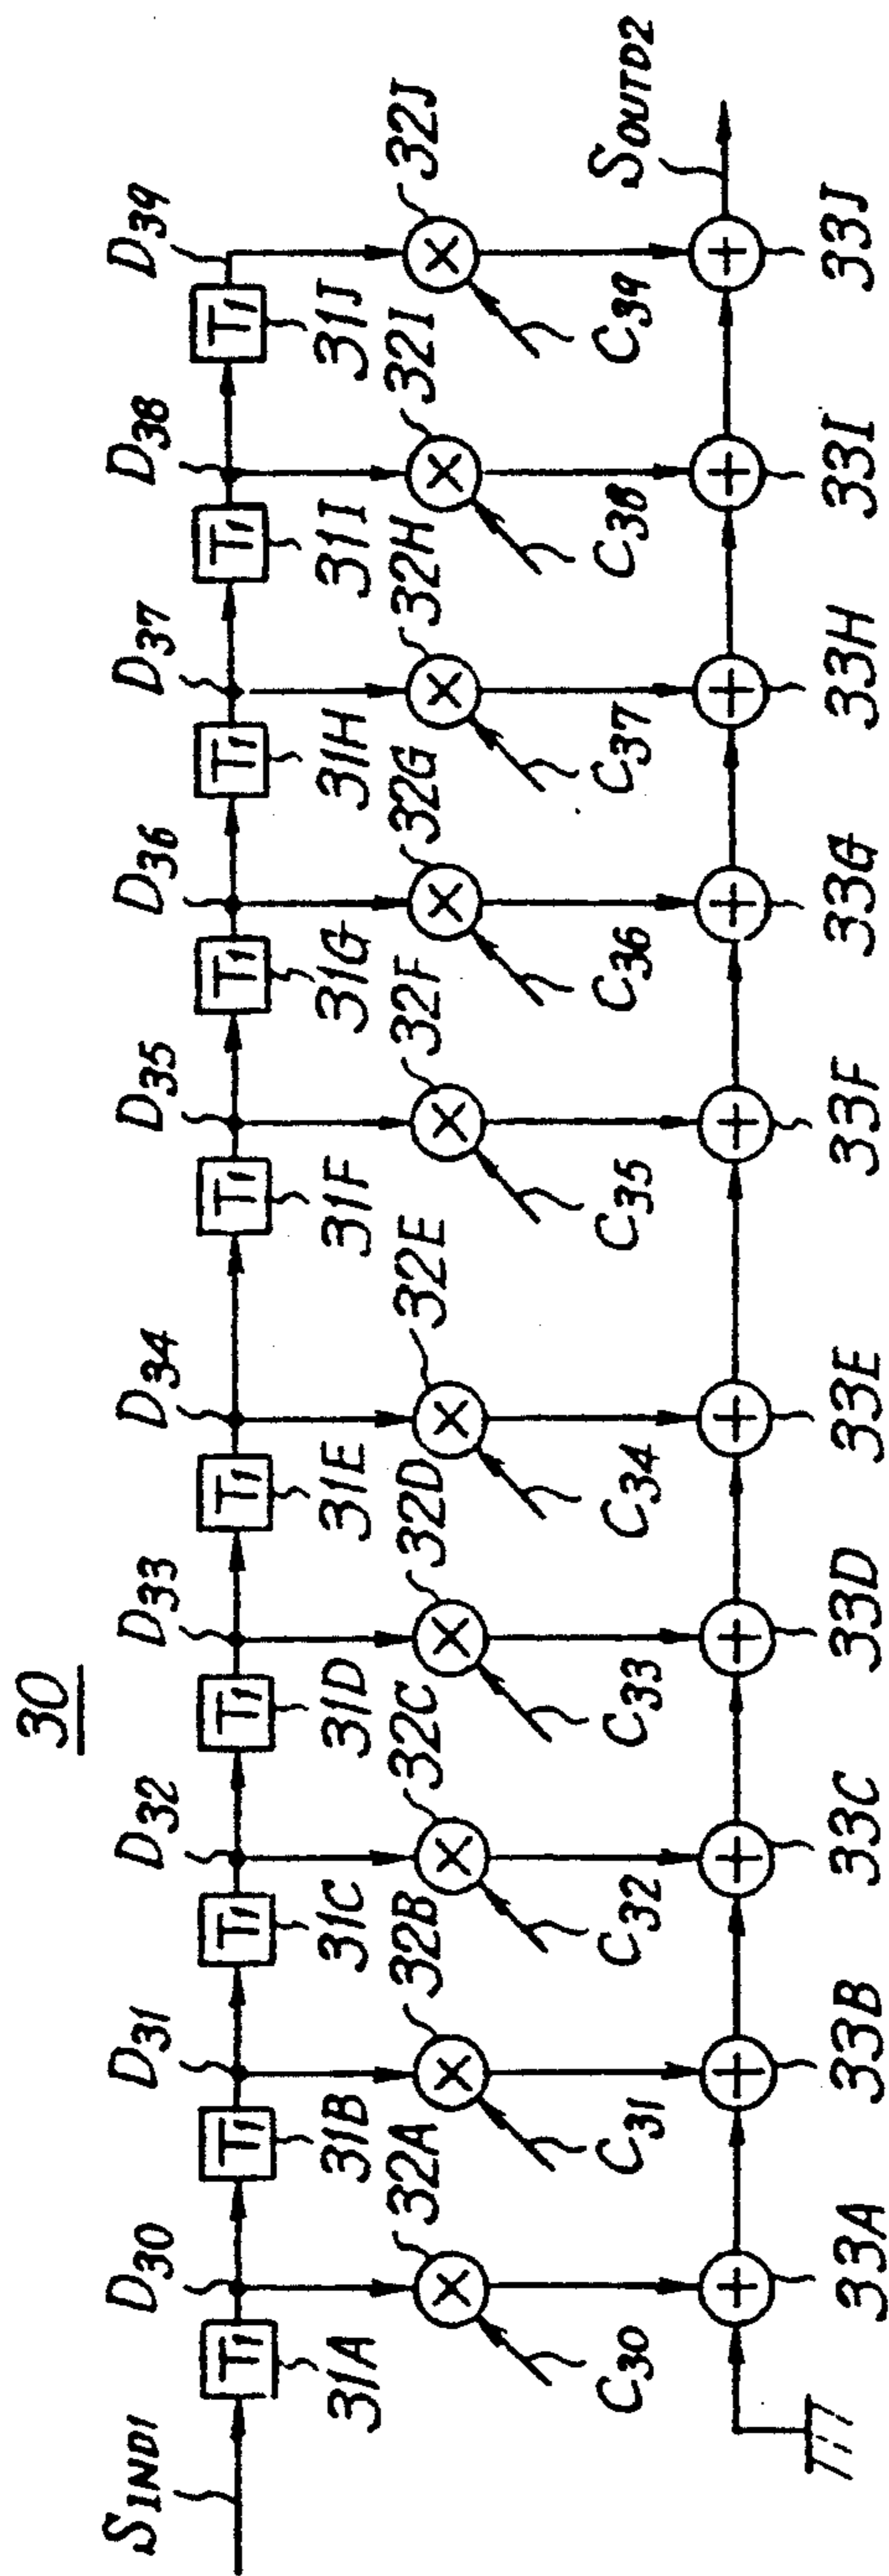 30
S_IND1
D30
D31
D32
D33
D34
D35
D36
D37
D38
D39
T1
T1
T1
T1
T1
T1
T1
T1
T1
T1
31A
31B
31C
31D
31E
31F
31G
31H
31I
31J
32A
32B
32C
32D
32E
32F
32G
32H
32I
32J
×
×
×
×
×
×
×
×
×
×
C30
C31
C32
C33
C34
C35
C36
C37
C38
C39
S_OUTD2
+
+
+
+
+
+
+
+
+
+
33A
33B
33C
33D
33E
33F
33G
33H
33I
33J